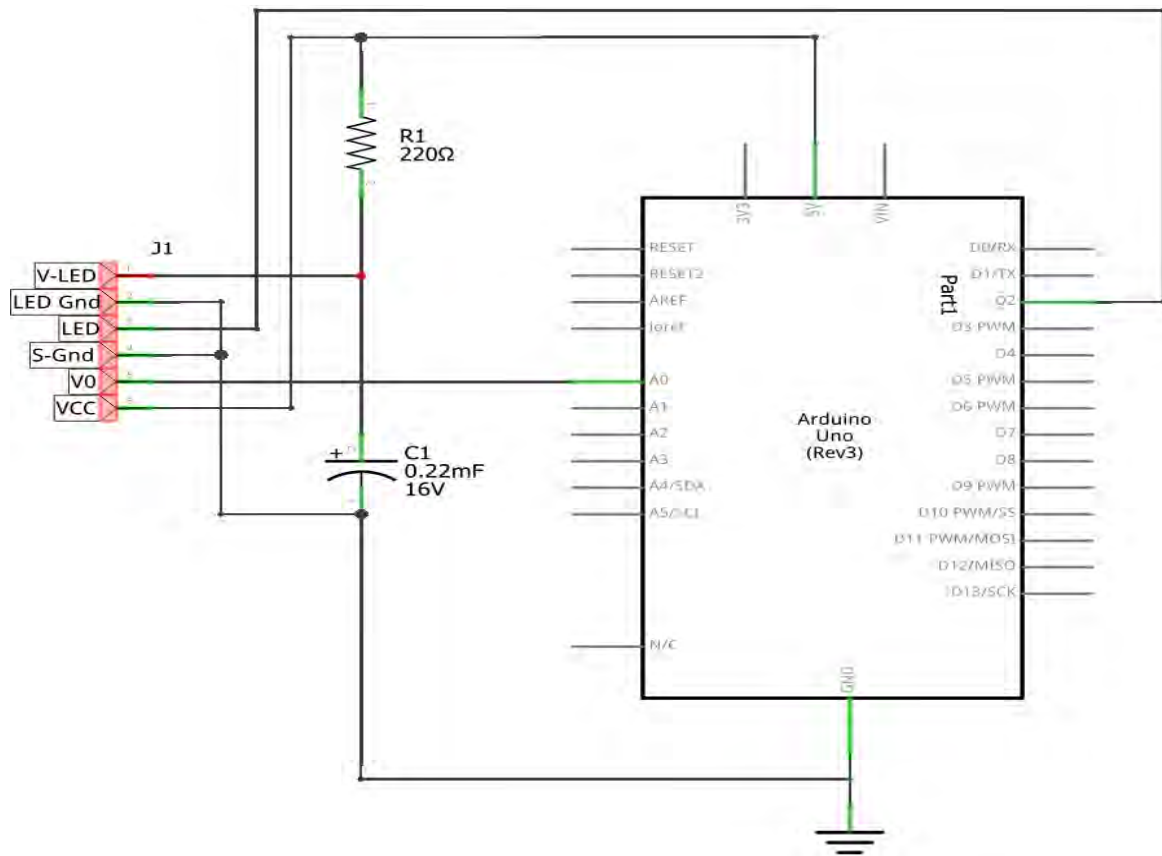 R1
220Ω
J1
V-LED
LED Gnd
LED
S-Gnd
V0
VCC
+
C1
0.22mF
16V
3V3
5V
VIN
RESET
RESET2
AREF
ioref
A0
A1
A2
A3
A4/SDA
A5/SCL
N/C
Part1
Arduino
Uno
(Rev3)
D0/RX
D1/TX
D2
D3 PWM
D4
D5 PWM
D6 PWM
D7
D8
D9 PWM
D10 PWM/SS
D11 PWM/MOSI
D12/MISO
D13/SCK
GND